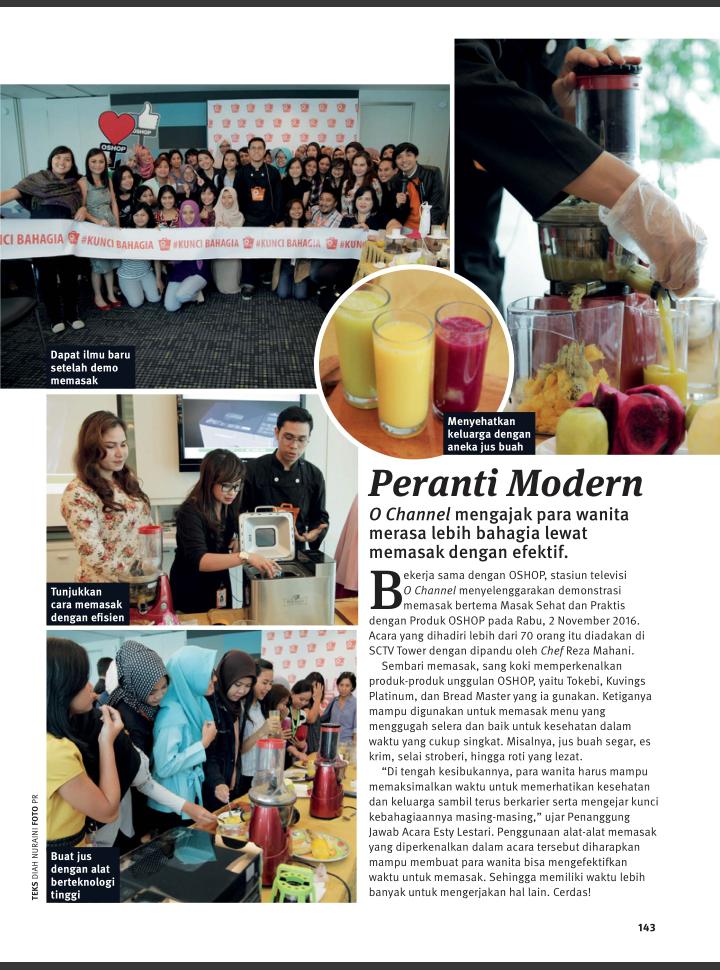 OSHOP
OSHOP
#KUNCI BAHAGIA #KUNCI BAHAGIA #KUNCI BAHAGIA
Dapat ilmu baru
setelah demo
memasak
Menyehatkan
keluarga dengan
aneka jus buah
Tunjukkan
cara memasak
dengan efisien
Buat jus
dengan alat
berteknologi
tinggi
TEKS DIAH NURAINI FOTO PR
Peranti Modern
O Channel mengajak para wanita
merasa lebih bahagia lewat
memasak dengan efektif.
Bekerja sama dengan OSHOP, stasiun televisi
O Channel menyelenggarakan demonstrasi
memasak bertema Masak Sehat dan Praktis
dengan Produk OSHOP pada Rabu, 2 November 2016.
Acara yang dihadiri lebih dari 70 orang itu diadakan di
SCTV Tower dengan dipandu oleh Chef Reza Mahani.
Sembari memasak, sang koki memperkenalkan
produk-produk unggulan OSHOP, yaitu Tokebi, Kuvings
Platinum, dan Bread Master yang ia gunakan. Ketiganya
mampu digunakan untuk memasak menu yang
menggugah selera dan baik untuk kesehatan dalam
waktu yang cukup singkat. Misalnya, jus buah segar, es
krim, selai stroberi, hingga roti yang lezat.
“Di tengah kesibukannya, para wanita harus mampu
memaksimalkan waktu untuk memerhatikan kesehatan
dan keluarga sambil terus berkarier serta mengejar kunci
kebahagiaannya masing-masing,” ujar Penanggung
Jawab Acara Esty Lestari. Penggunaan alat-alat memasak
yang diperkenalkan dalam acara tersebut diharapkan
mampu membuat para wanita bisa mengefektifkan
waktu untuk memasak. Sehingga memiliki waktu lebih
banyak untuk mengerjakan hal lain. Cerdas!
143